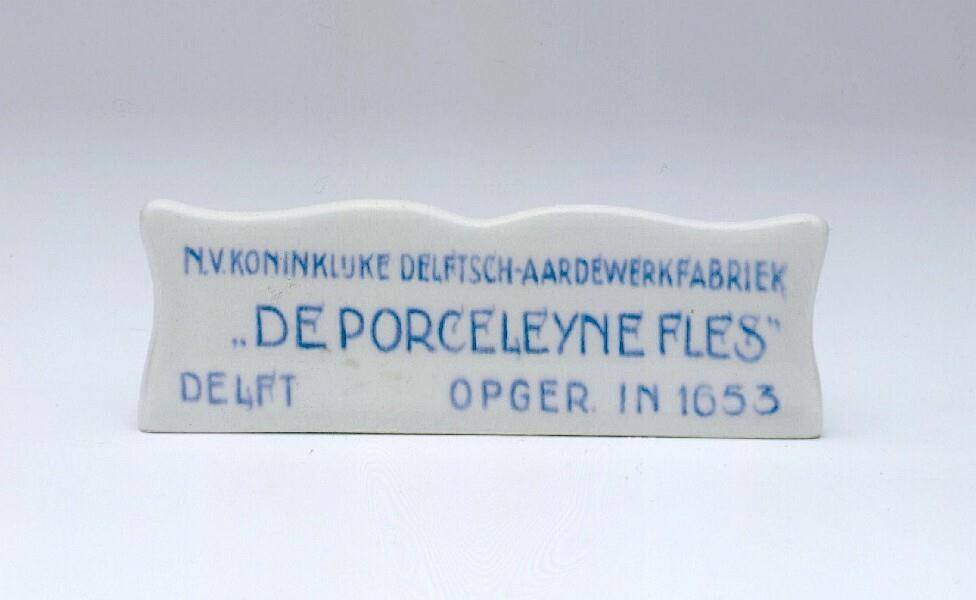 N.V. KONINKLIJKE DELFTSCH-AARDEWERKFABRIEK
„DE PORCELEYNE FLES”
DELFT OPGER. IN 1653